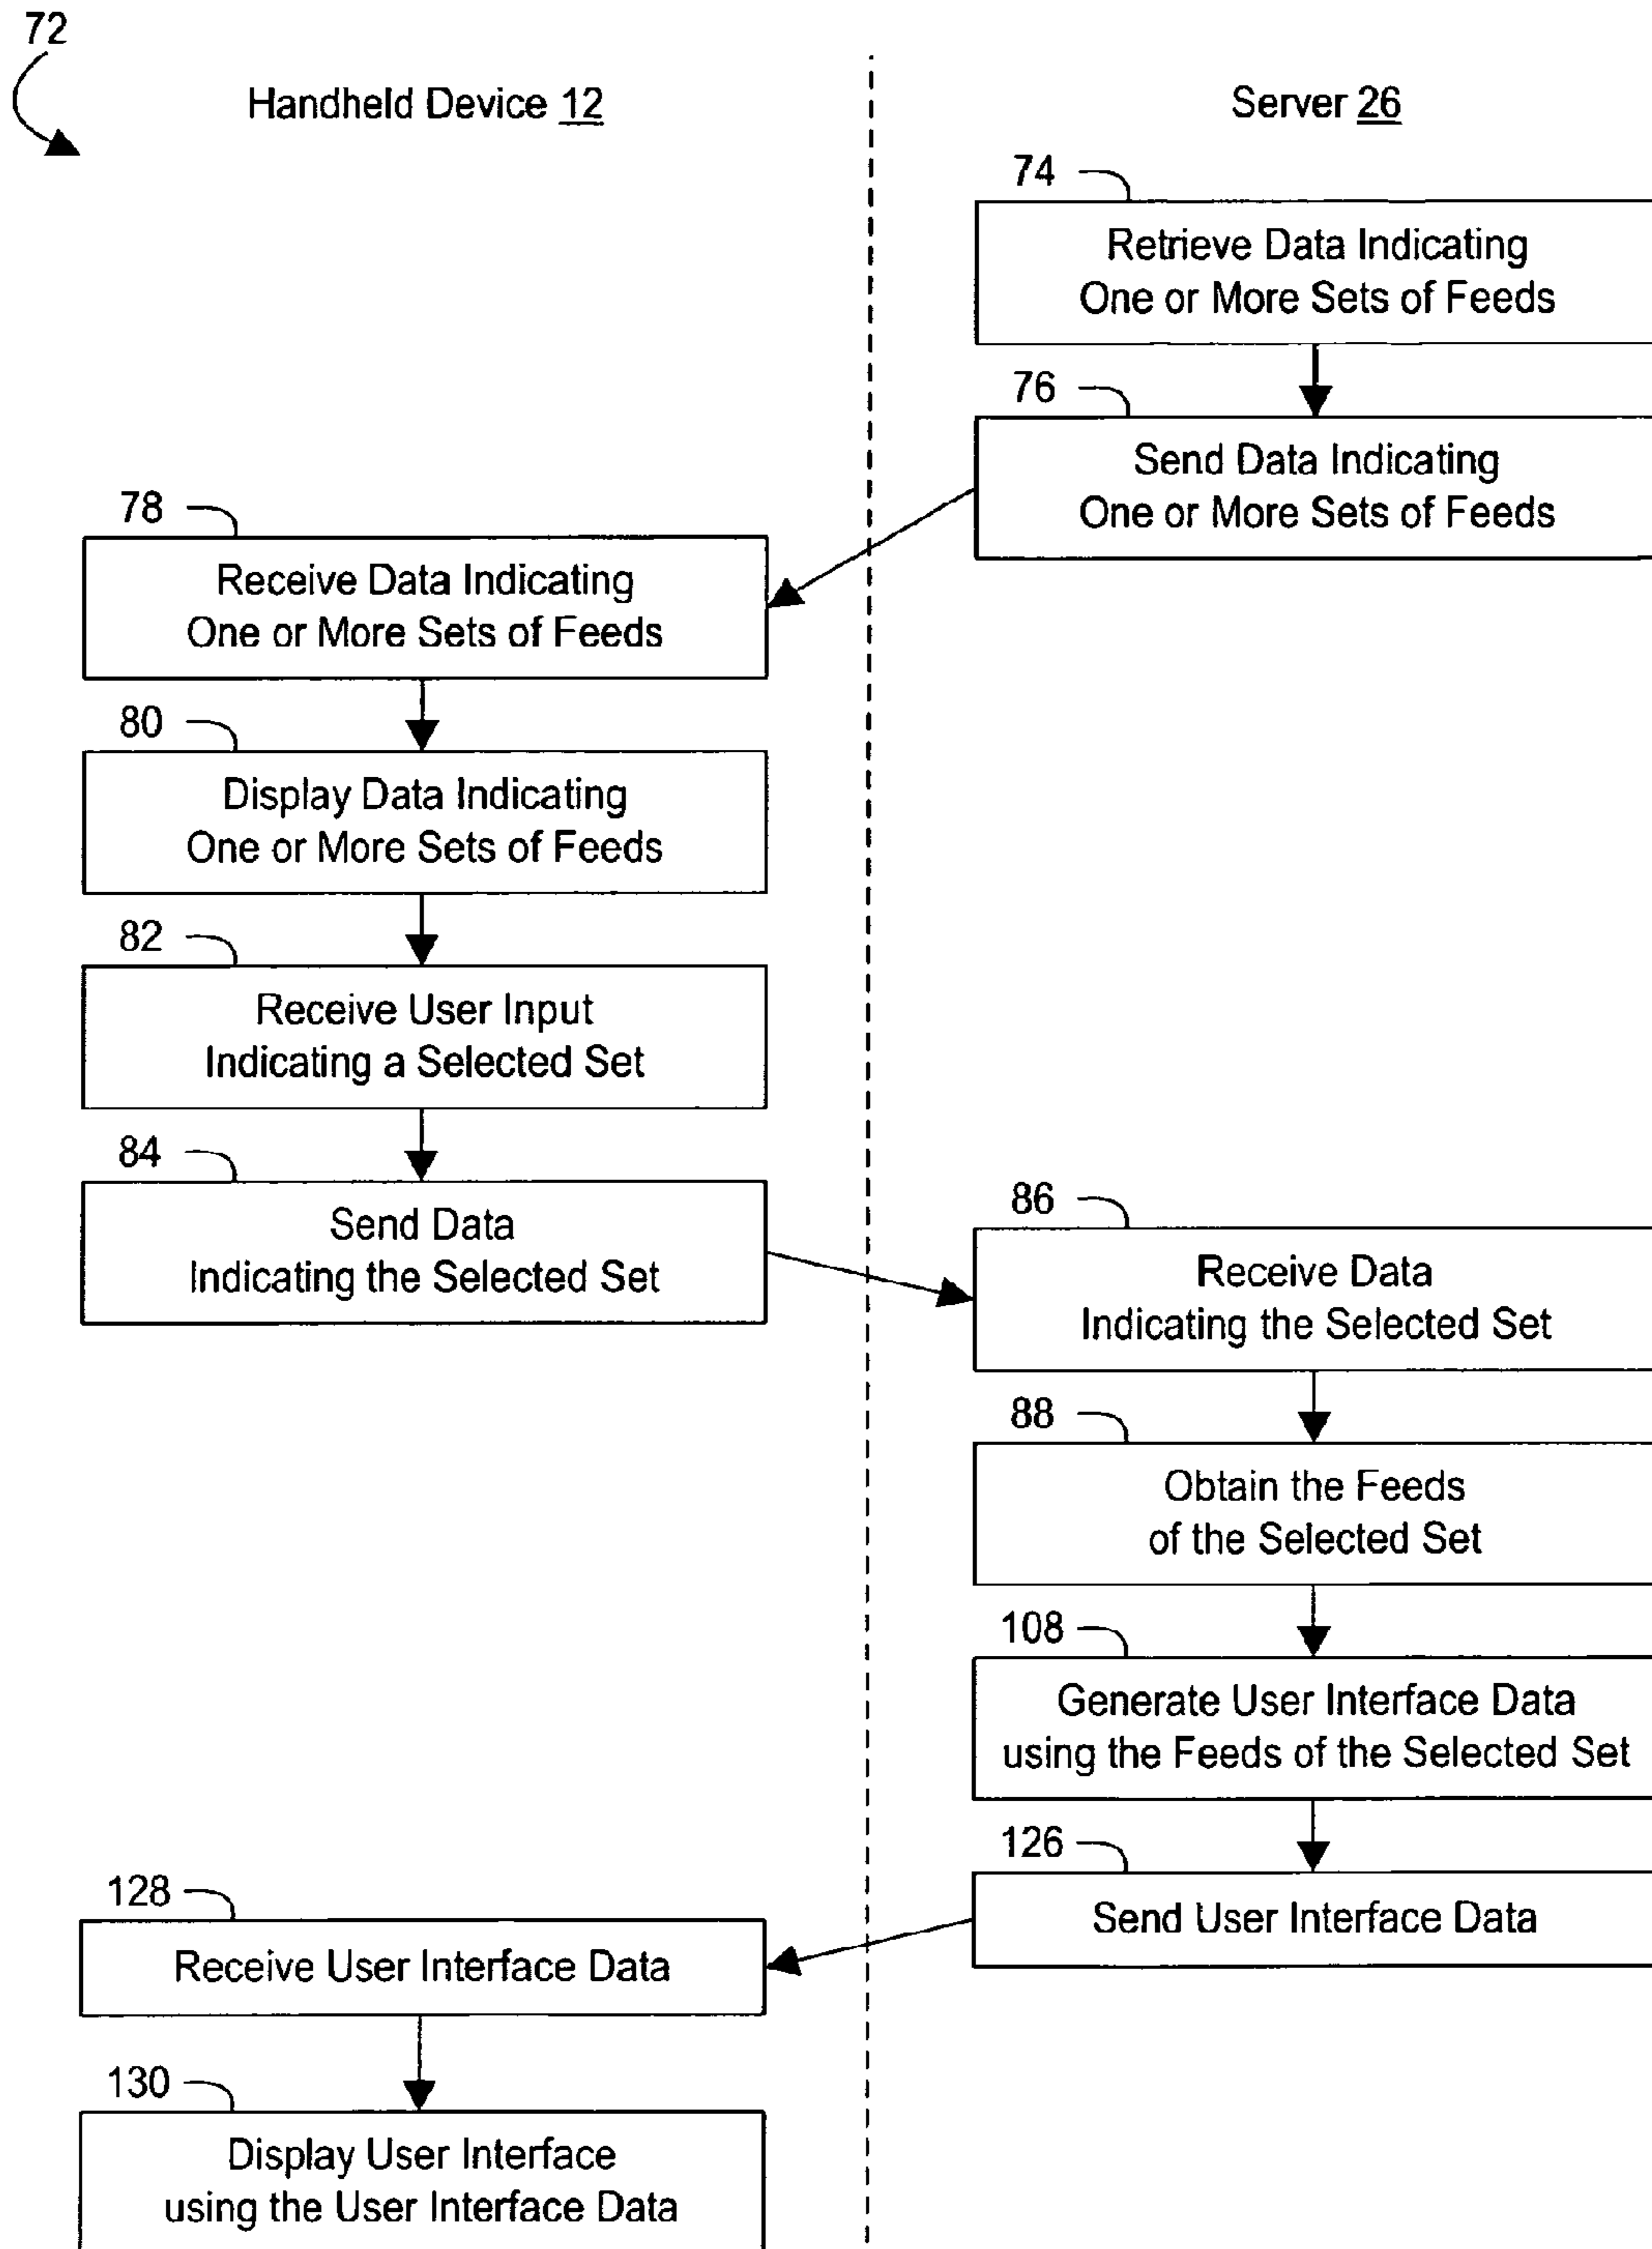 72
Handheld Device 12
Server 26
74
Retrieve Data Indicating
One or More Sets of Feeds
76
Send Data Indicating
One or More Sets of Feeds
78
Receive Data Indicating
One or More Sets of Feeds
80
Display Data Indicating
One or More Sets of Feeds
82
Receive User Input
Indicating a Selected Set
84
Send Data
Indicating the Selected Set
86
Receive Data
Indicating the Selected Set
88
Obtain the Feeds
of the Selected Set
108
Generate User Interface Data
using the Feeds of the Selected Set
126
Send User Interface Data
128
Receive User Interface Data
130
Display User Interface
using the User Interface Data